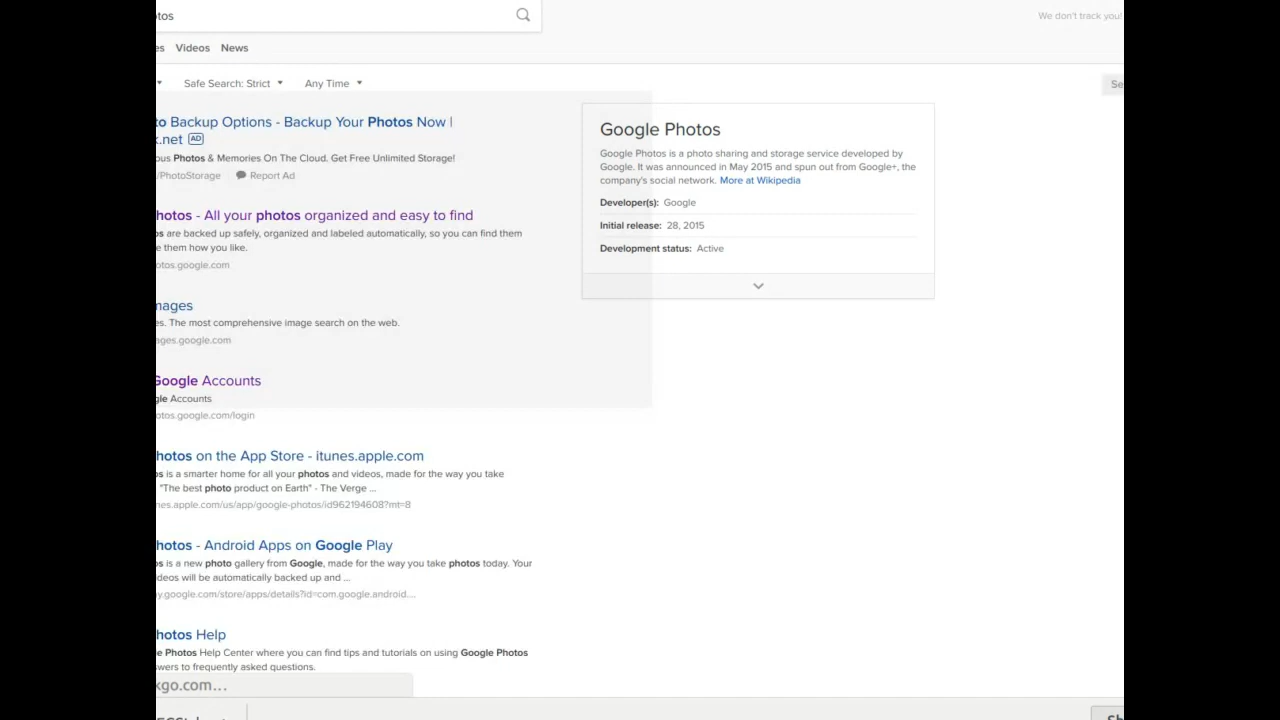 tos
We don't track you!
es Videos News
Safe Search: Strict Any Time
Se
to Backup Options - Backup Your Photos Now |
k.net AD
ous Photos & Memories On The Cloud. Get Free Unlimited Storage!
/PhotoStorage Report Ad
hotos - All your photos organized and easy to find
os are backed up safely, organized and labeled automatically, so you can find them
e them how you like.
otos.google.com
mages
es. The most comprehensive image search on the web.
ages.google.com
Google Accounts
gle Accounts
otos.google.com/login
hotos on the App Store - itunes.apple.com
os is a smarter home for all your photos and videos, made for the way you take
"The best photo product on Earth" - The Verge ...
nes.apple.com/us/app/google-photos/id962194608?mt=8
hotos - Android Apps on Google Play
os is a new photo gallery from Google, made for the way you take photos today. Your
ideos will be automatically backed up and ...
ay.google.com/store/apps/details?id=com.google.android....
hotos Help
e Photos Help Center where you can find tips and tutorials on using Google Photos
swers to frequently asked questions.
kgo.com...
Google Photos
Google Photos is a photo sharing and storage service developed by
Google. It was announced in May 2015 and spun out from Google+, the
company's social network. More at Wikipedia
Developer(s): Google
Initial release: 28, 2015
Development status: Active